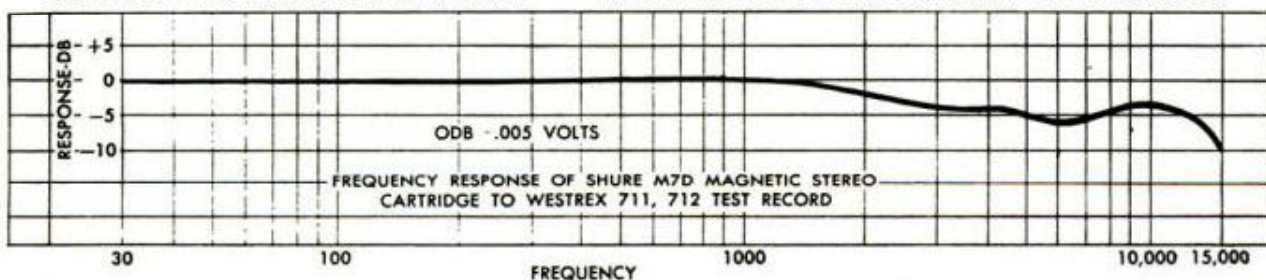 RESPONSE-DB
+5
0
-5
-10
ODB -.005 VOLTS
FREQUENCY RESPONSE OF SHURE M7D MAGNETIC STEREO
CARTRIDGE TO WESTREX 711, 712 TEST RECORD
30 100 1000 10,000 15,000
FREQUENCY